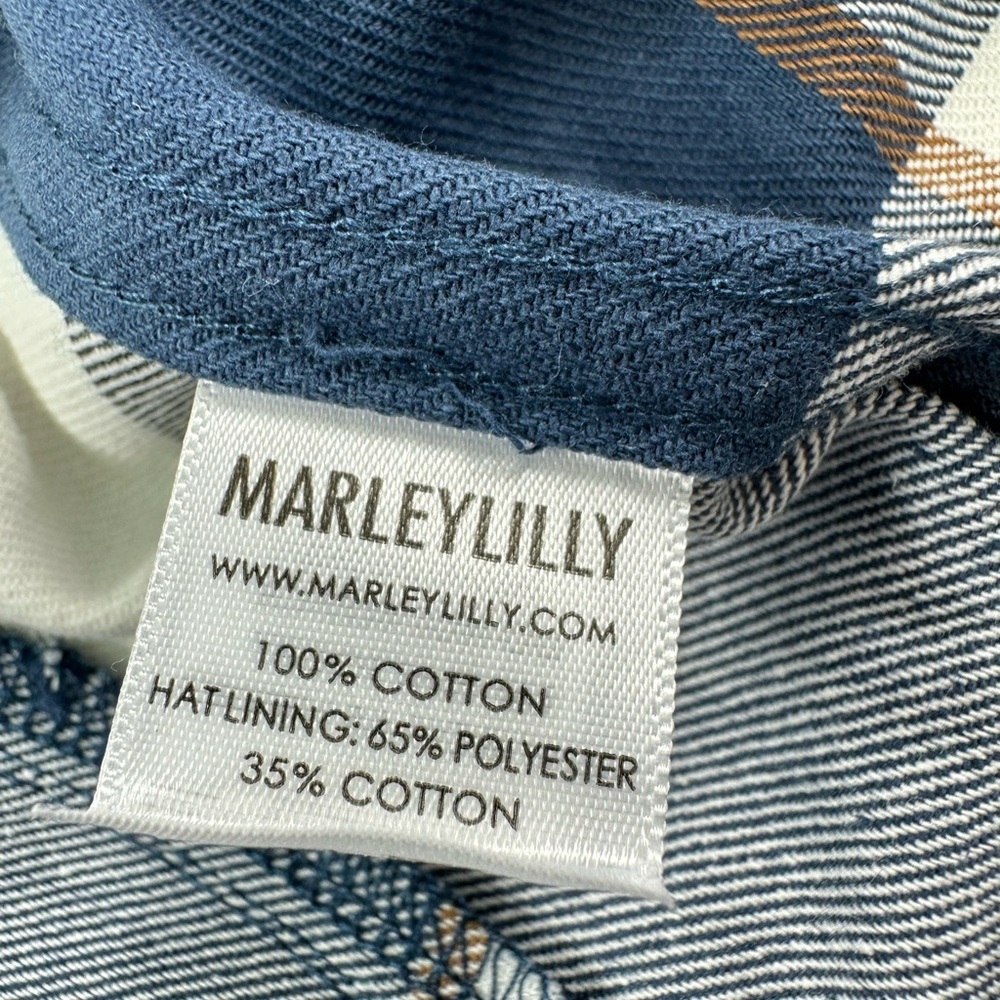 MARLEYLILLY
WWW.MARLEYLILLY.COM
100% COTTON
HAT LINING: 65% POLYESTER
35% COTTON